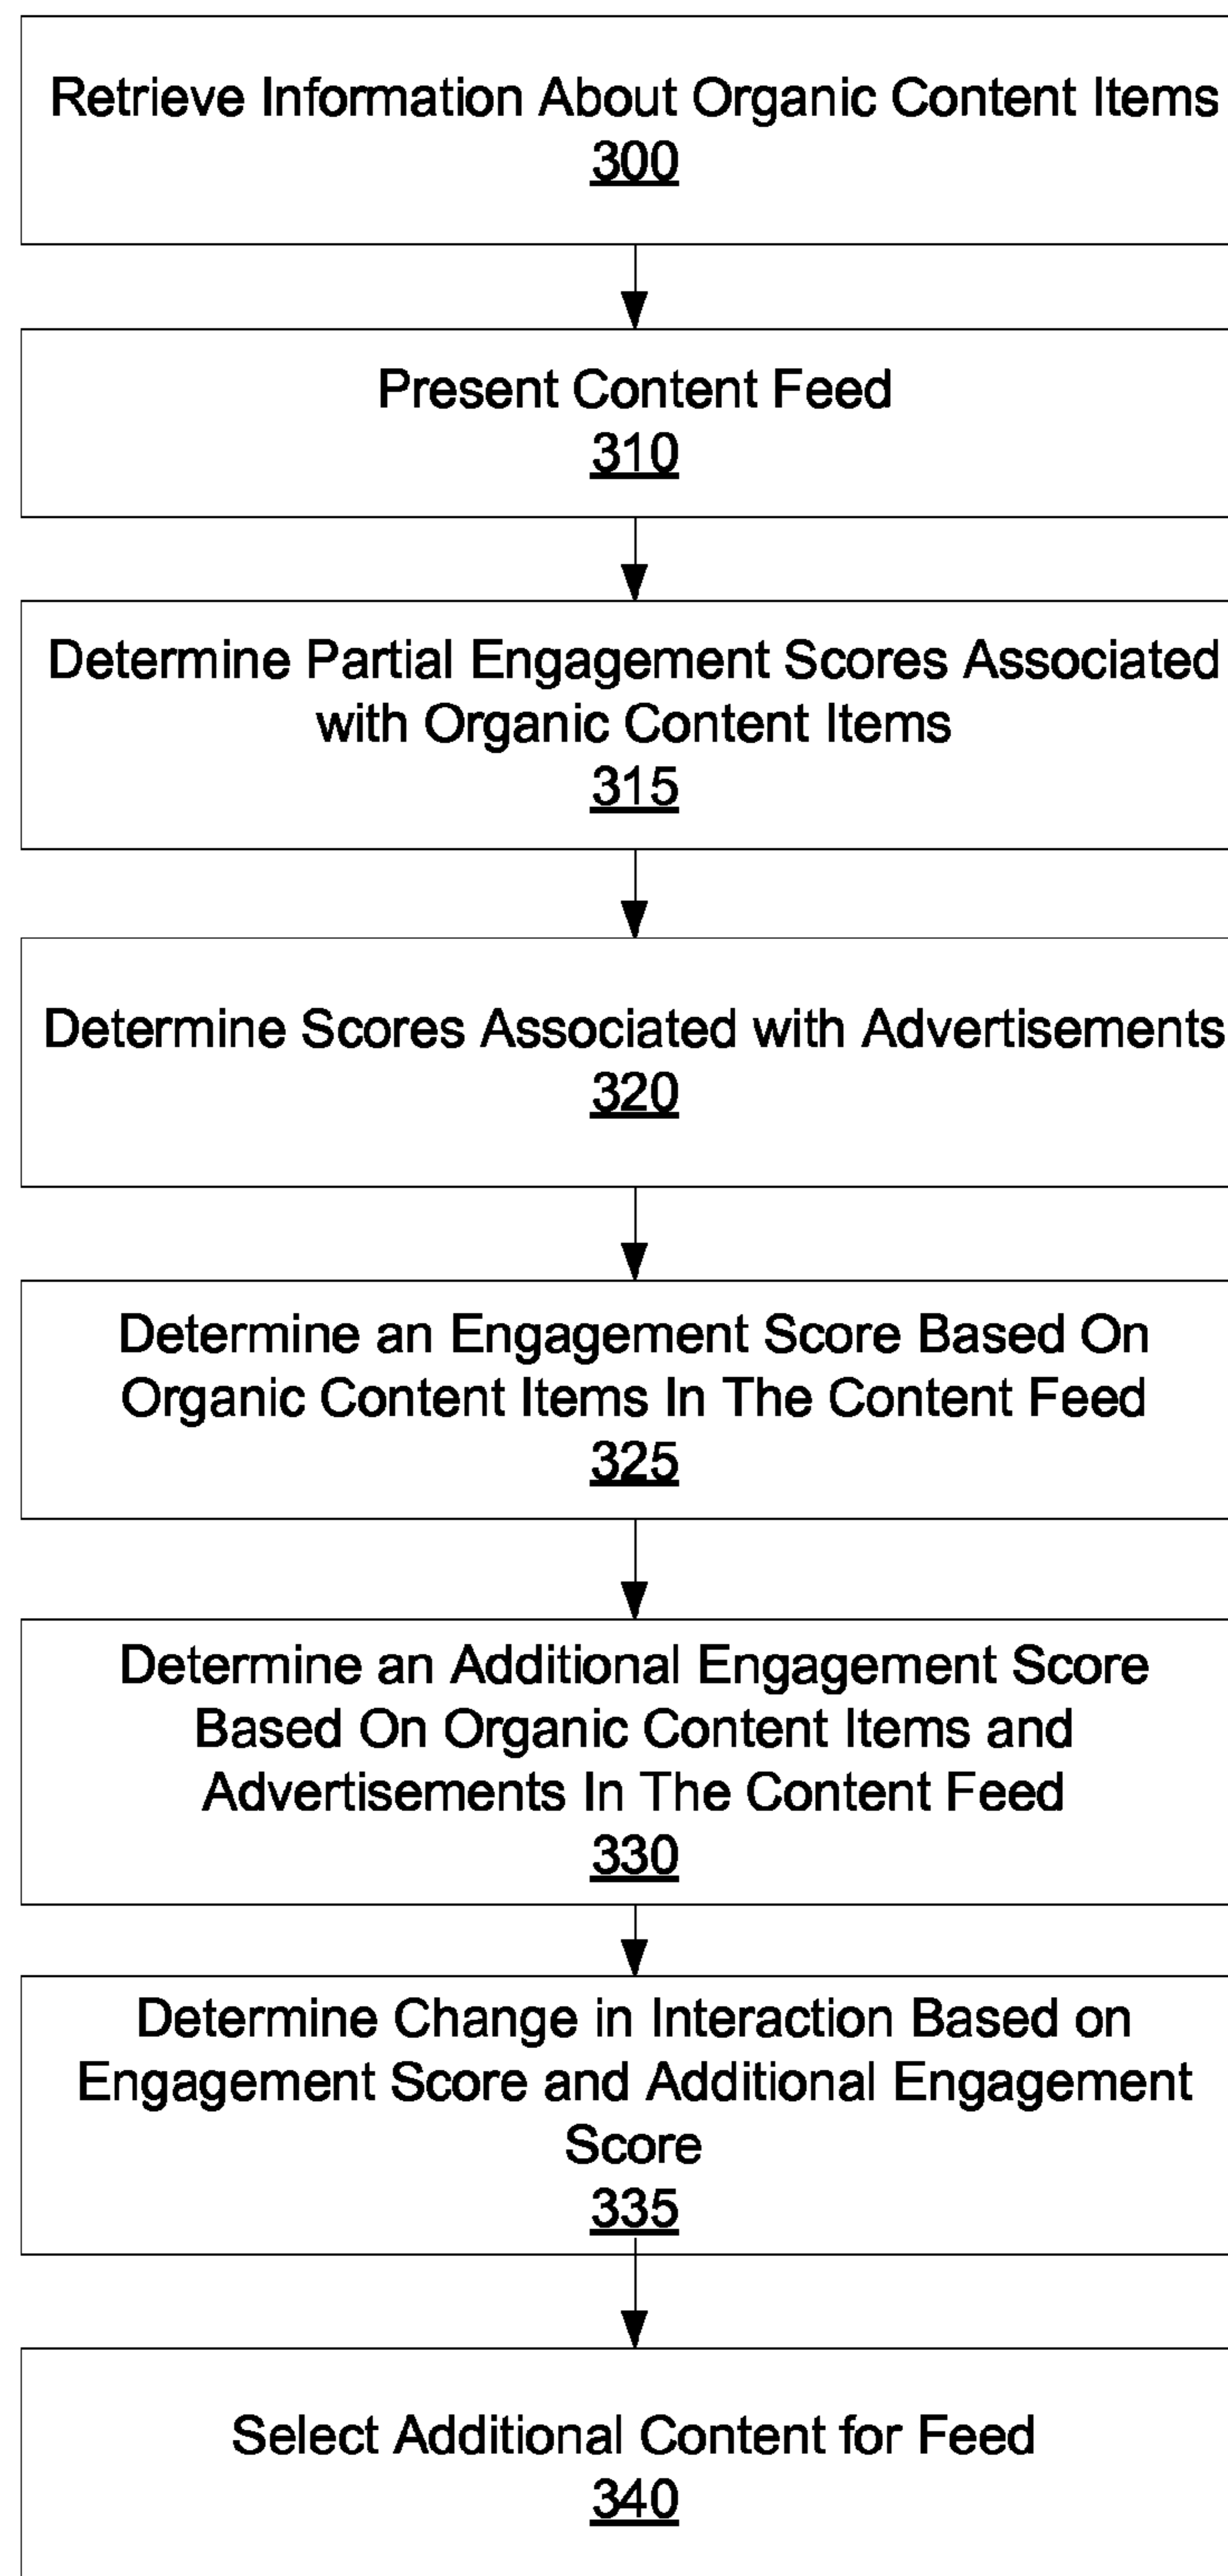 Retrieve Information About Organic Content Items
300
Present Content Feed
310
Determine Partial Engagement Scores Associated
with Organic Content Items
315
Determine Scores Associated with Advertisements
320
Determine an Engagement Score Based On
Organic Content Items In The Content Feed
325
Determine an Additional Engagement Score
Based On Organic Content Items and
Advertisements In The Content Feed
330
Determine Change in Interaction Based on
Engagement Score and Additional Engagement
Score
335
Select Additional Content for Feed
340